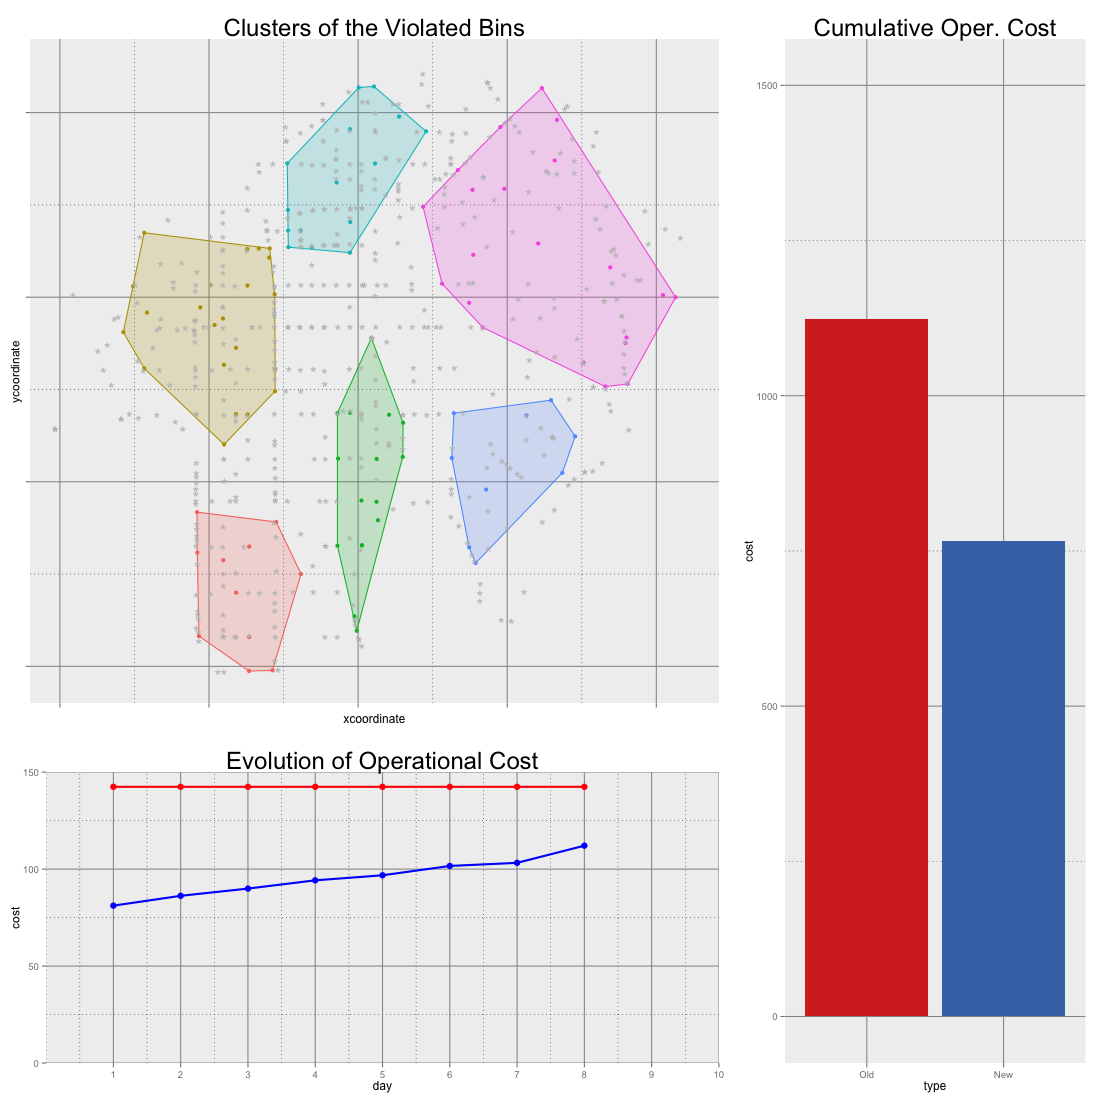 Clusters of the Violated Bins
ycoordinate
xcoordinate
Cumulative Oper. Cost
1500
1000
500
0
cost
Old New
type
Evolution of Operational Cost
150
100
50
0
cost
1 2 3 4 5 6 7 8 9 10
day